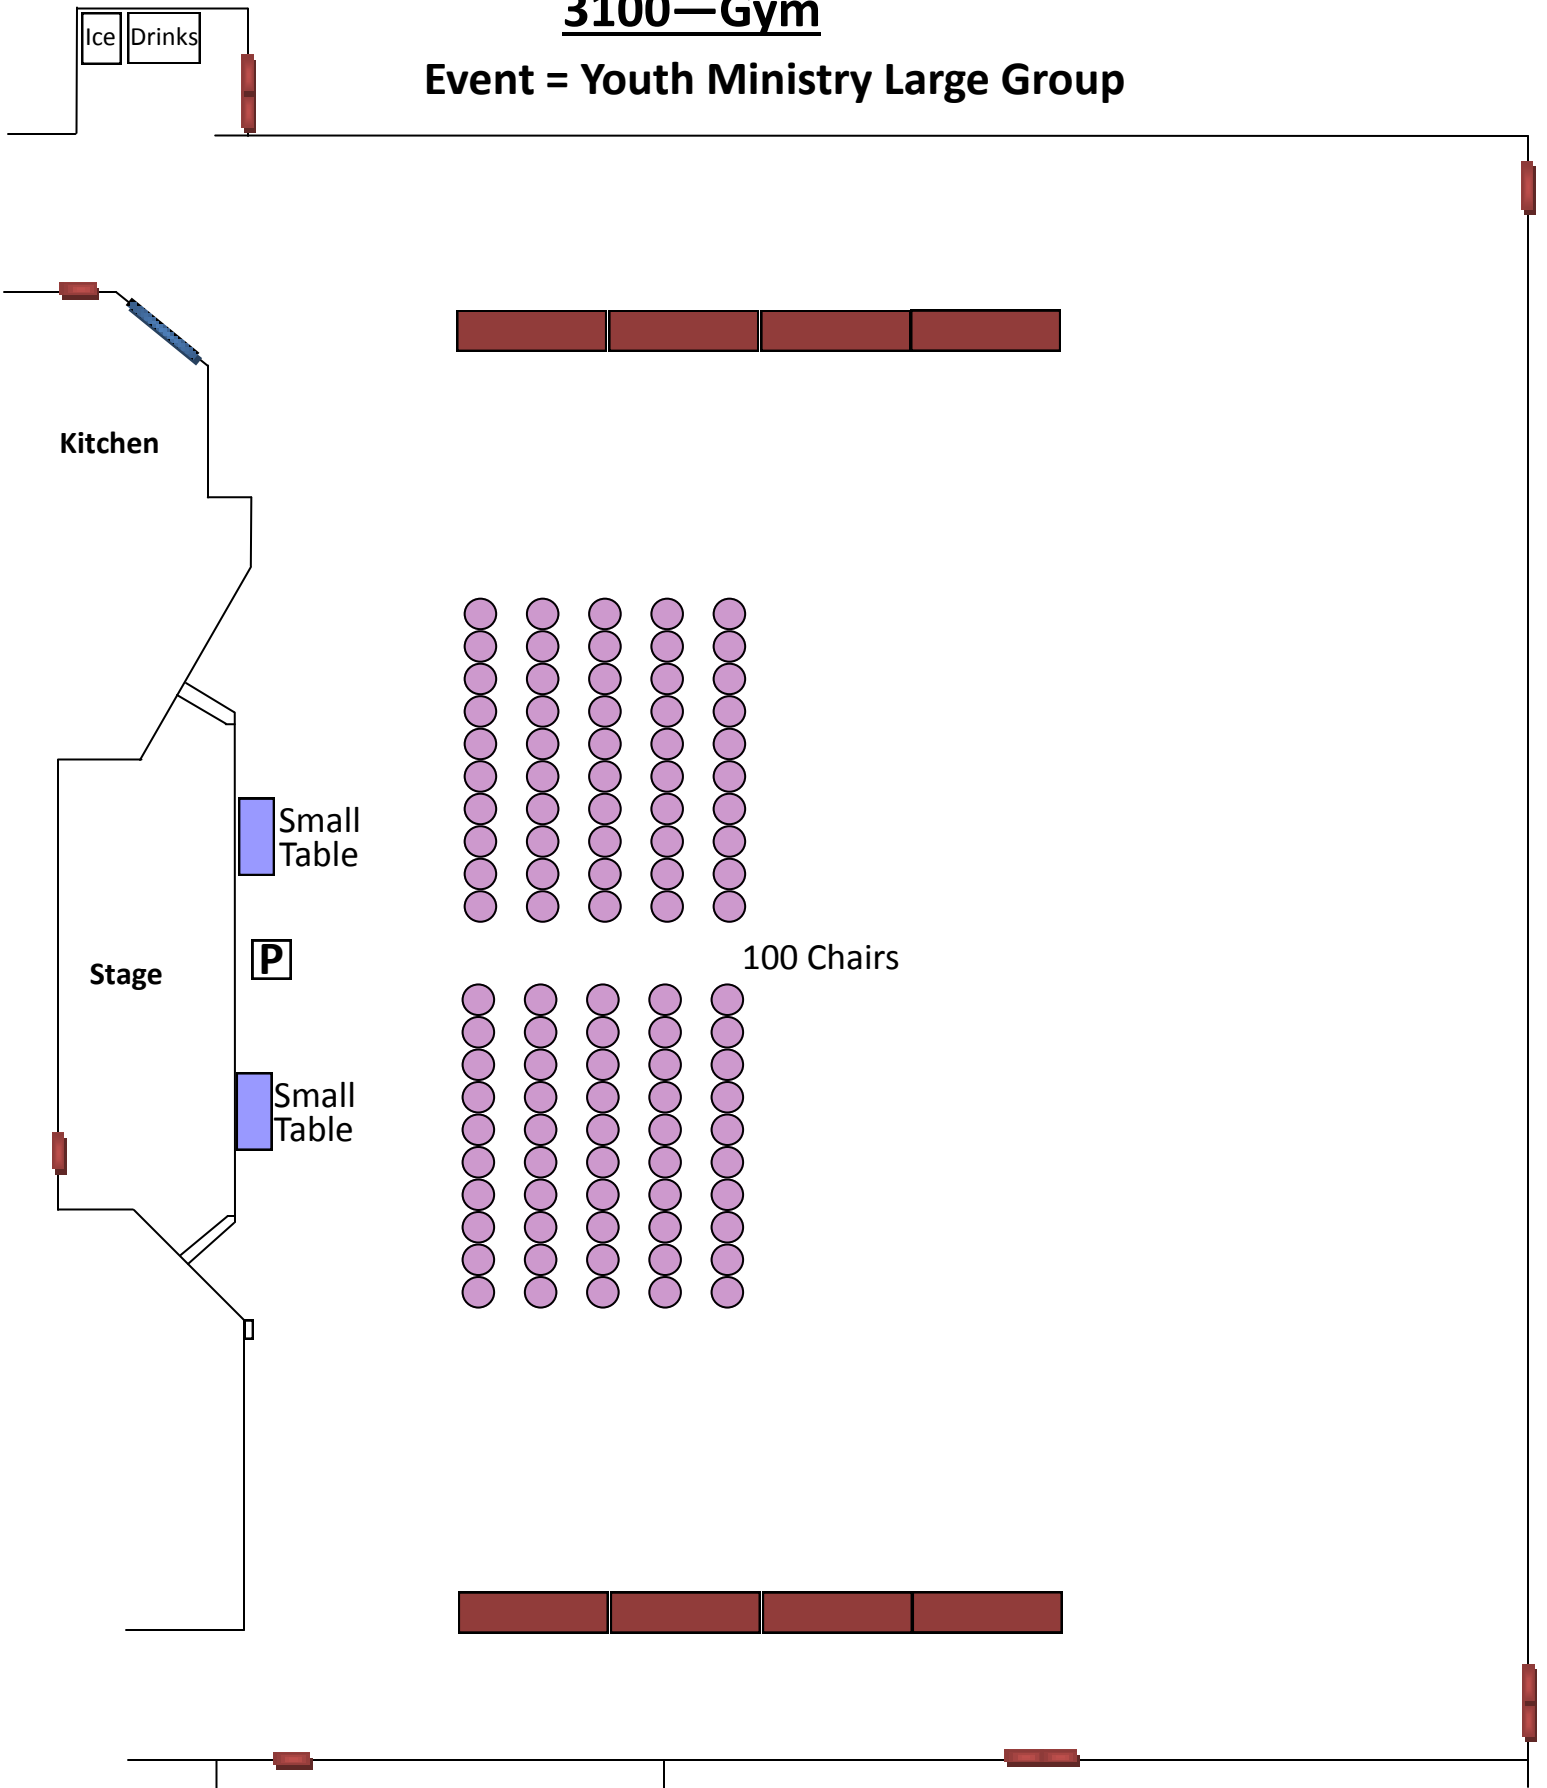 3100—Gym
Event = Youth Ministry Large Group
Ice
Drinks
Kitchen
Small
Table
P
100 Chairs
Stage
Small
Table